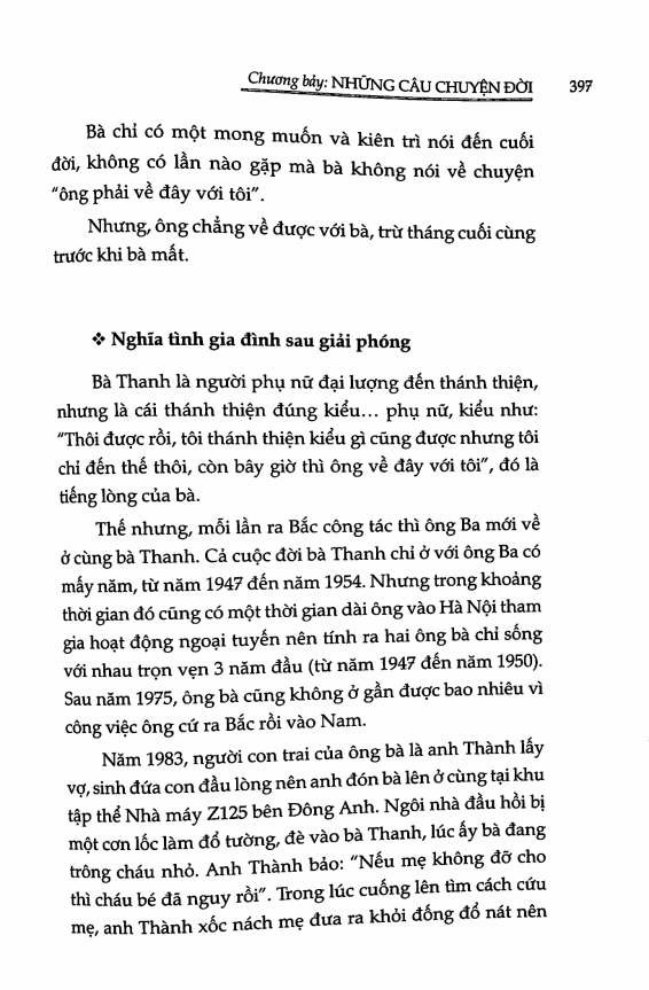 Chương bảy: NHỮNG CÂU CHUYỆN ĐỜI 397
Bà chỉ có một mong muốn và kiên trì nói đến cuối
đời, không có lần nào gặp mà bà không nói về chuyện
“ông phải về đây với tôi”.
Nhưng, ông chẳng về được với bà, trừ tháng cuối cùng
trước khi bà mất.
❖ Nghĩa tình gia đình sau giải phóng
Bà Thanh là người phụ nữ đại lượng đến thánh thiện,
nhưng là cái thánh thiện đúng kiểu… phụ nữ, kiểu như:
“Thôi được rồi, tôi thánh thiện kiểu gì cũng được nhưng tôi
chỉ đến thế thôi, còn bây giờ thì ông về đây với tôi”, đó là
tiếng lòng của bà.
Thế nhưng, mỗi lần ra Bắc công tác thì ông Ba mới về
ở cùng bà Thanh. Cả cuộc đời bà Thanh chỉ ở với ông Ba có
mấy năm, từ năm 1947 đến năm 1954. Nhưng trong khoảng
thời gian đó cũng có một thời gian dài ông vào Hà Nội tham
gia hoạt động ngoại tuyến nên tính ra hai ông bà chỉ sống
với nhau trọn vẹn 3 năm đầu (từ năm 1947 đến năm 1950).
Sau năm 1975, ông bà cũng không ở gần được bao nhiêu vì
công việc ông cứ ra Bắc rồi vào Nam.
Năm 1983, người con trai của ông bà là anh Thành lấy
vợ, sinh đứa con đầu lòng nên anh đón bà lên ở cùng tại khu
tập thể Nhà máy Z125 bên Đông Anh. Ngôi nhà đầu hồi bị
một cơn lốc làm đổ tường, đè vào bà Thanh, lúc ấy bà đang
trông cháu nhỏ. Anh Thành bảo: “Nếu mẹ không đỡ cho
thì cháu bé đã nguy rồi”. Trong lúc cuống lên tìm cách cứu
mẹ, anh Thành xốc nách mẹ đưa ra khỏi đống đổ nát nên